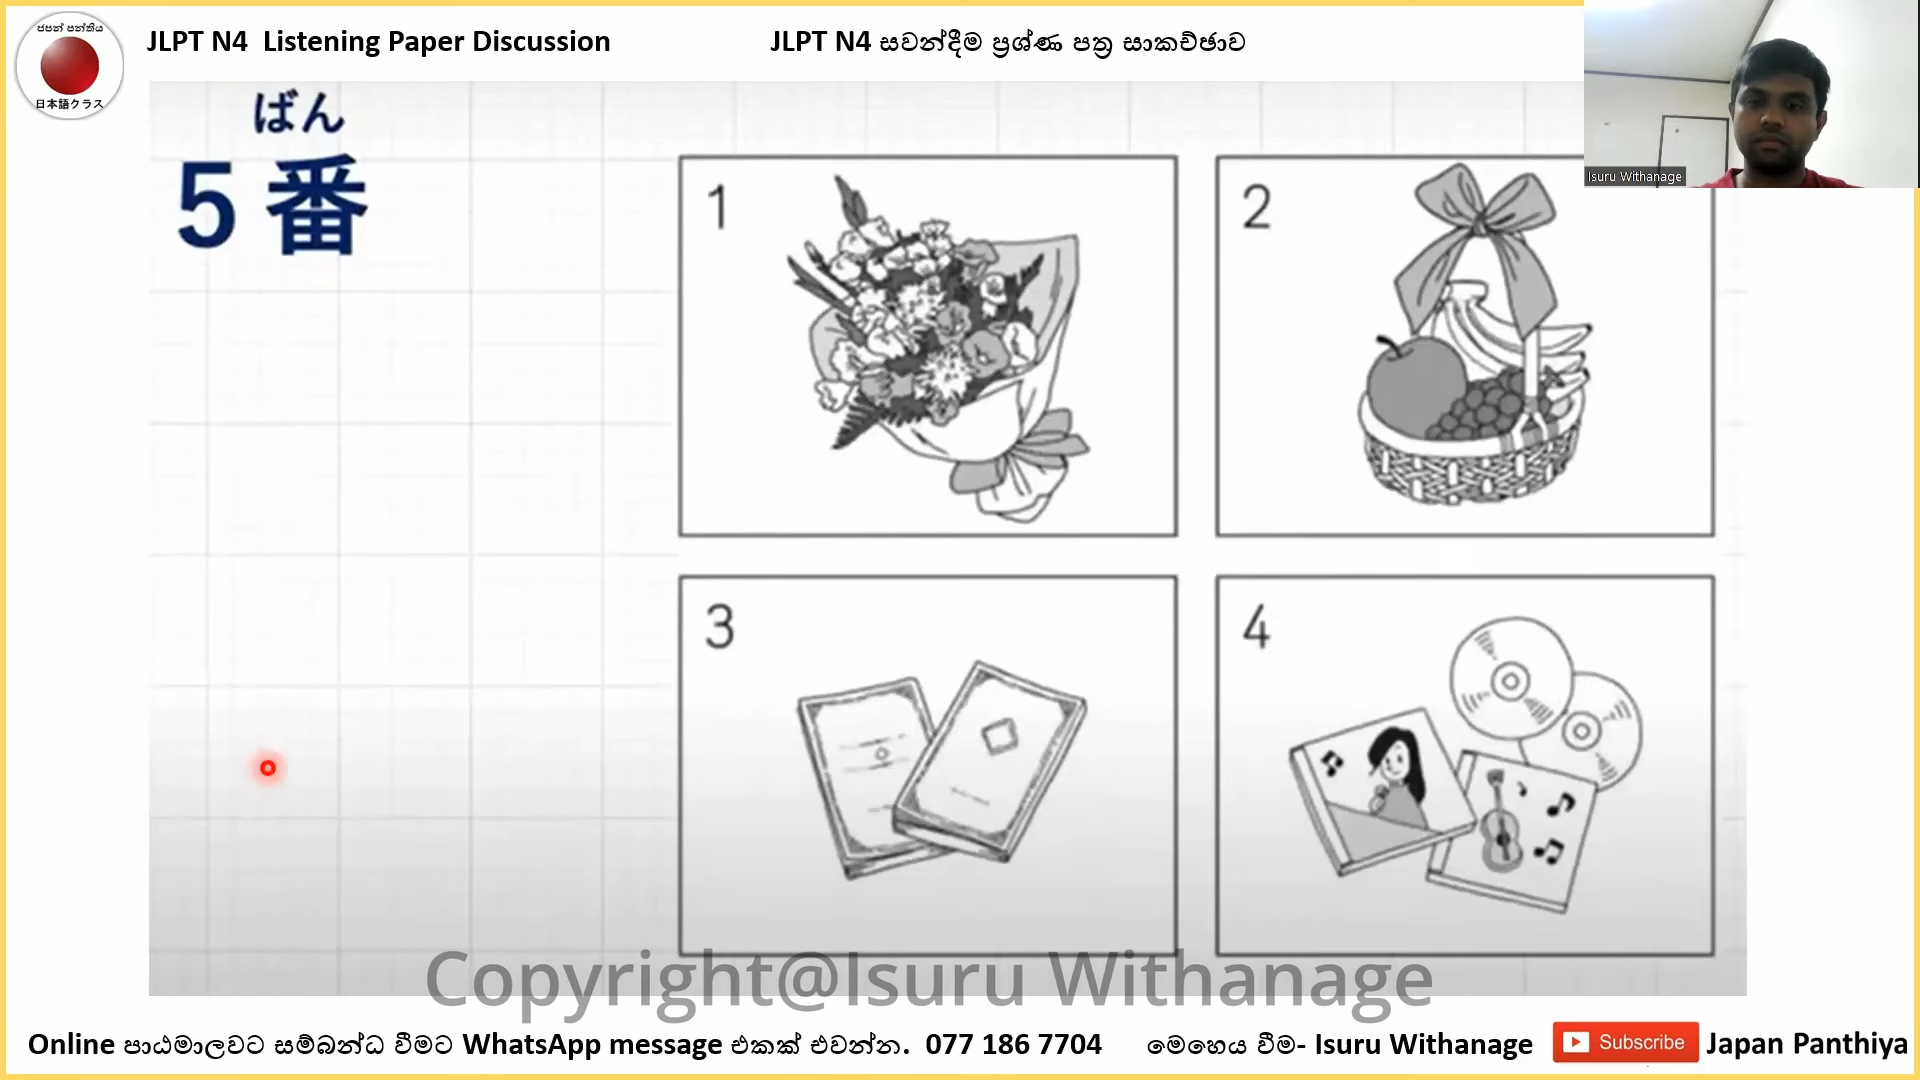 ජපන් පන්තිය
日本語クラス
JLPT N4 Listening Paper Discussion
JLPT N4 සවන්දීම ප්‍රශ්ණ පත්‍ර සාකච්ඡාව
Isuru Withanage
ばん
5番
1
2
3
4
Copyright@Isuru Withanage
Online පාඨමාලවට සම්බන්ධ වීමට WhatsApp message එකක් එවන්න. 077 186 7704
මෙහෙය වීම- Isuru Withanage
Subscribe
Japan Panthiya